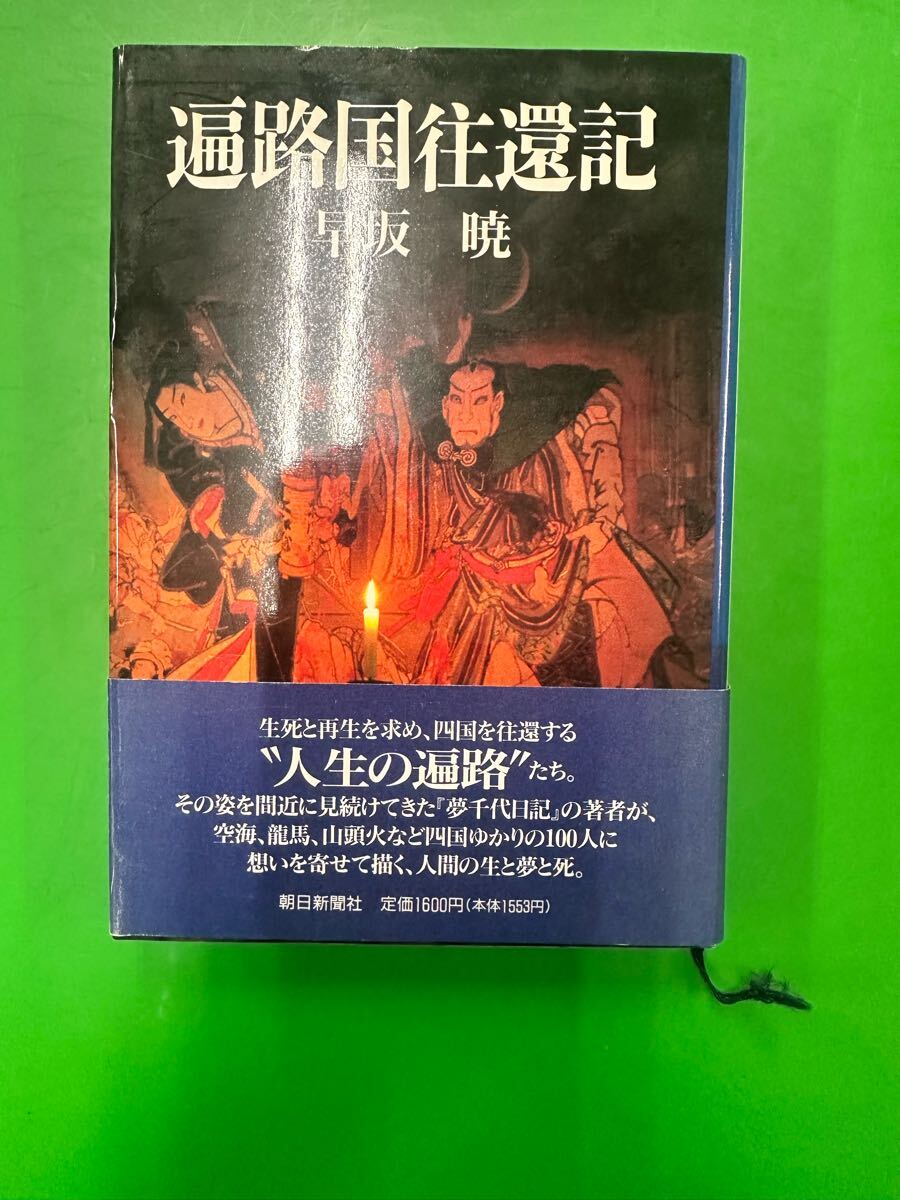 遍路国往還記
早坂 暁
生死と再生を求め、四国を往還する
〝人生の遍路〟たち。
その姿を間近に見続けてきた『夢千代日記』の著者が、
空海、龍馬、山頭火など四国ゆかりの100人に
想いを寄せて描く、人間の生と夢と死。
朝日新聞社 定価1600円(本体1553円)